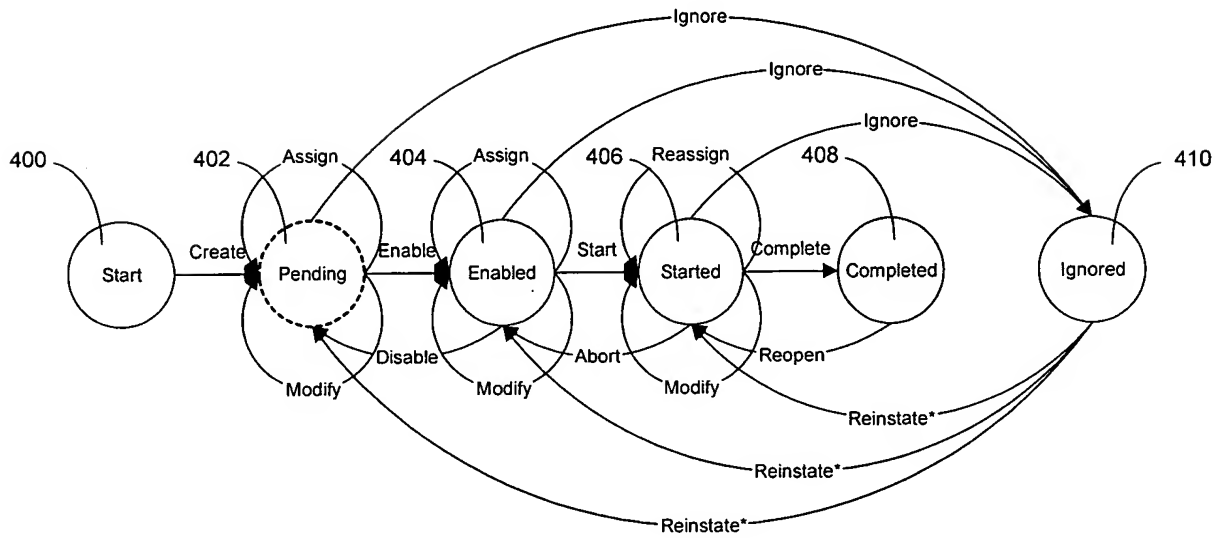 Ignore
Ignore
Ignore
400
402
Assign
404
Assign
406
Reassign
408
410
Create
Enable
Start
Complete
Start
Pending
Enabled
Started
Completed
Ignored
Disable
Abort
Reopen
Modify
Modify
Modify
Reinstate*
Reinstate*
Reinstate*